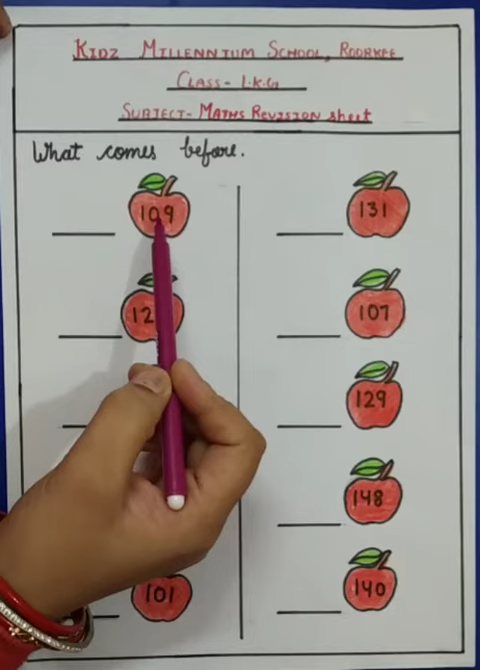 KIDZ MILLENNIUM SCHOOL, ROORKEE
CLASS- L.K.G
SUBJECT- MATHS REVISION sheet
What comes before.
109
131
107
129
148
101
140